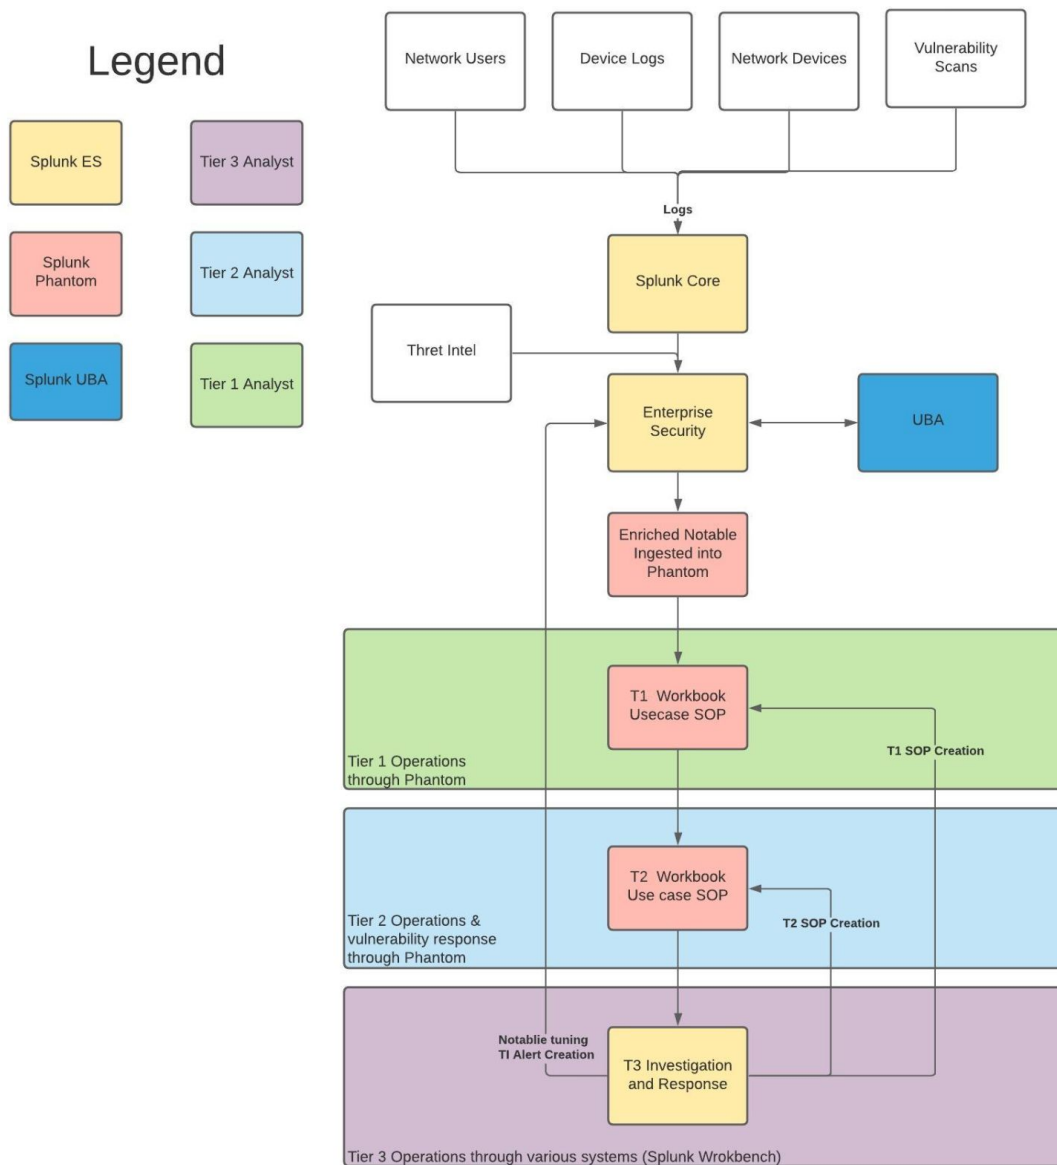 Legend
Splunk ES
Tier 3 Analyst
Splunk
Phantom
Tier 2 Analyst
Splunk UBA
Tier 1 Analyst
Network Users
Device Logs
Network Devices
Vulnerability
Scans
Logs
Splunk Core
Thret Intel
Enterprise
Security
UBA
Enriched Notable
Ingested into
Phantom
T1 Workbook
Usecase SOP
T1 SOP Creation
Tier 1 Operations
through Phantom
T2 Workbook
Use case SOP
T2 SOP Creation
Tier 2 Operations &
vulnerability response
through Phantom
Notablie tuning
TI Alert Creation
T3 Investigation
and Response
Tier 3 Operations through various systems (Splunk Wrokbench)